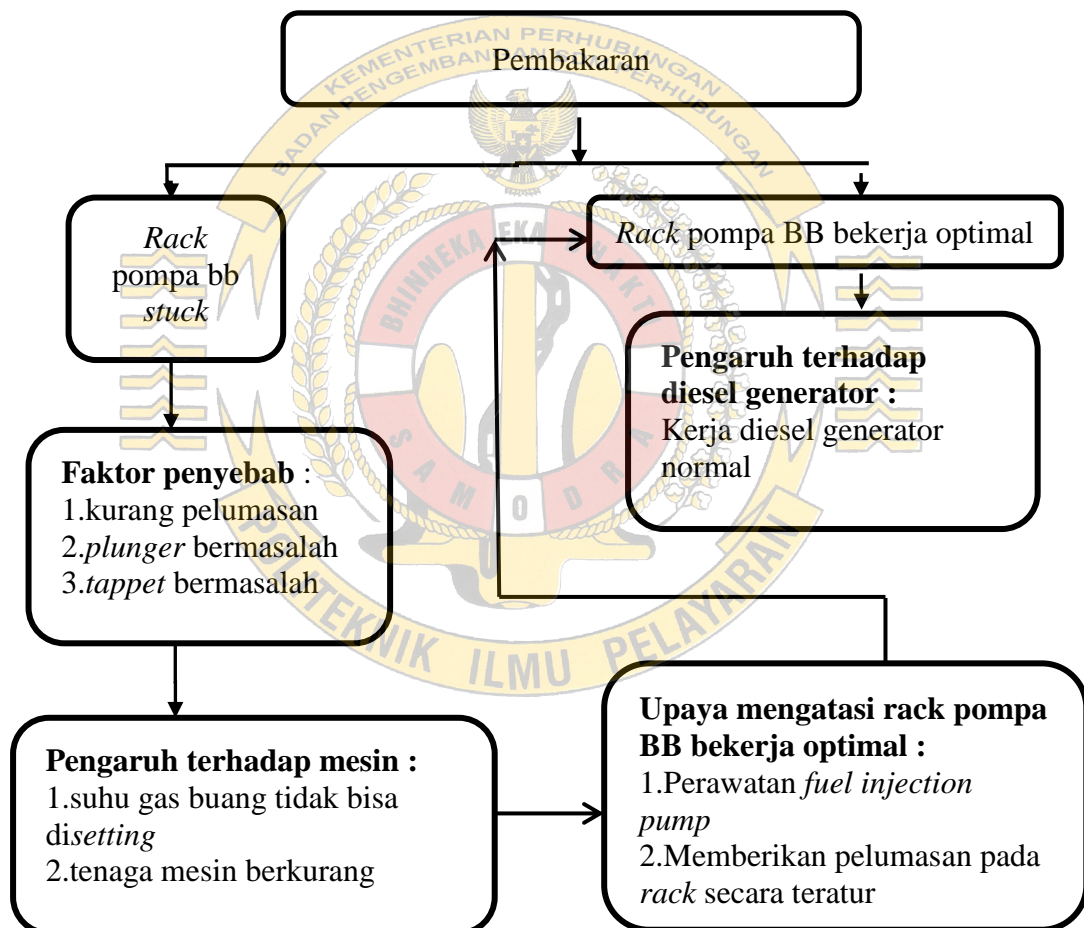 KEMENTERIAN PERHUBUNGAN
BADAN PENGEMBANGAN SDM PERHUBUNGAN
Pembakaran
Rack
pompa bb
stuck
Rack pompa BB bekerja optimal
BHINNEKA EKA BHAKTI
SAMODRA
Pengaruh terhadap
diesel generator :
Kerja diesel generator
normal
Faktor penyebab :
1.kurang pelumasan
2.plunger bermasalah
3.tappet bermasalah
POLITEKNIK ILMU PELAYARAN
Pengaruh terhadap mesin :
1.suhu gas buang tidak bisa
disetting
2.tenaga mesin berkurang
Upaya mengatasi rack pompa
BB bekerja optimal :
1.Perawatan fuel injection
pump
2.Memberikan pelumasan pada
rack secara teratur